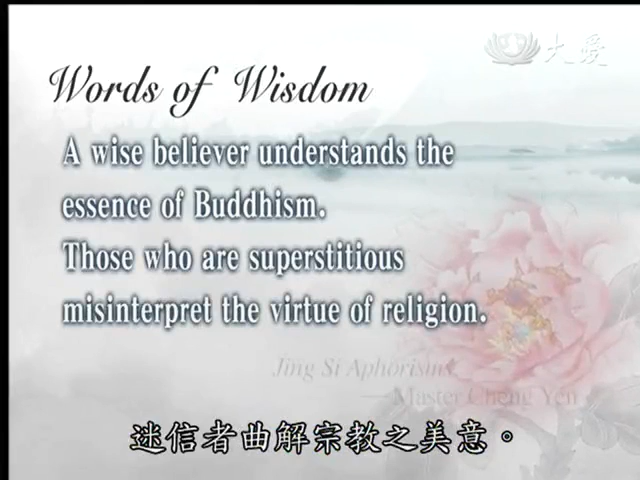 大愛
Words of Wisdom
A wise believer understands the
essence of Buddhism.
Those who are superstitious
misinterpret the virtue of religion.
Jing Si Aphorisms
—Master Cheng Yen
迷信者曲解宗教之美意。